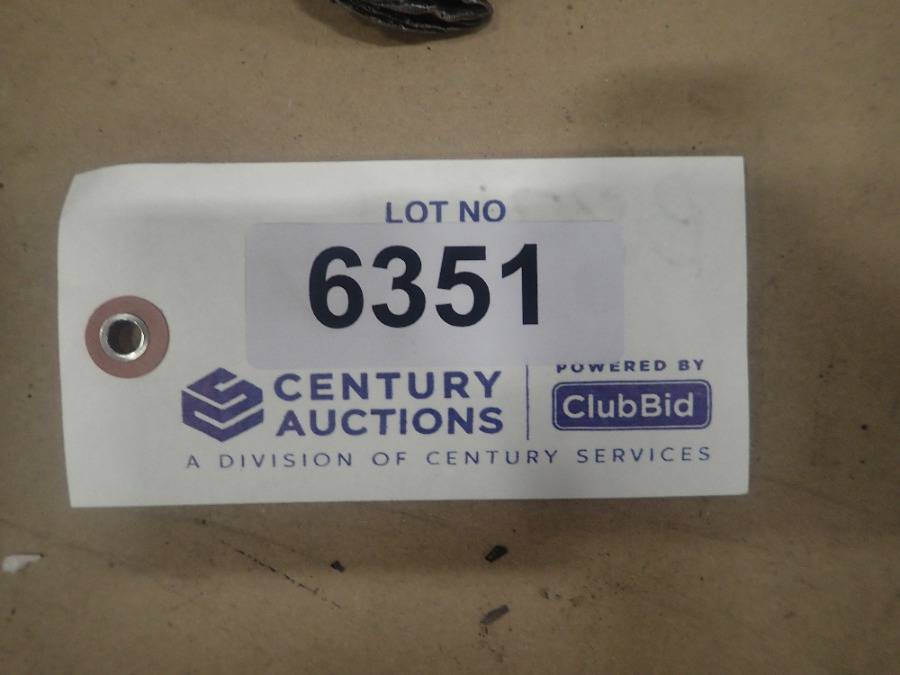 LOT NO
6351
CENTURY
AUCTIONS
POWERED BY
ClubBid
A DIVISION OF CENTURY SERVICES